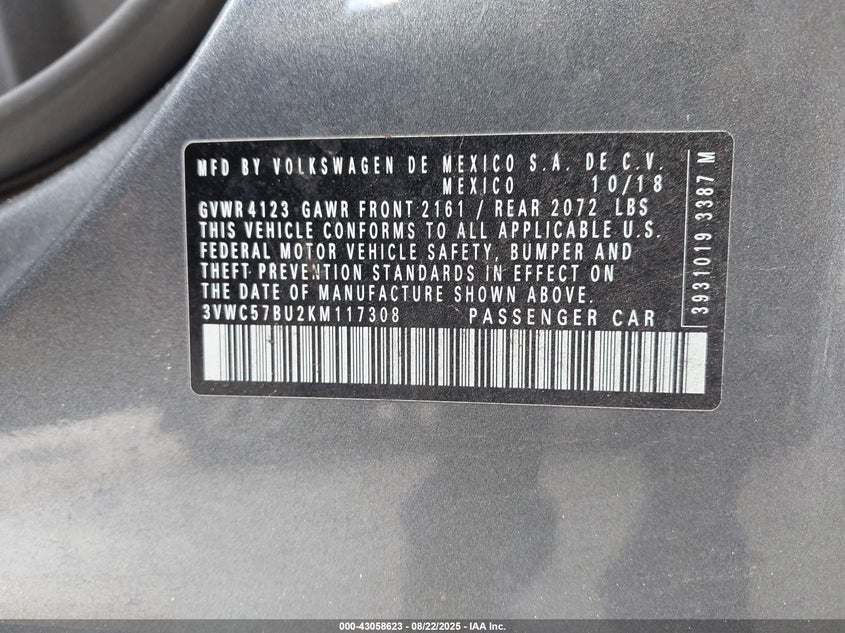 MFD BY VOLKSWAGEN DE MEXICO S.A. DE C.V.
MEXICO 10/18
GVWR 4123 GAWR FRONT 2161 / REAR 2072 LBS
THIS VEHICLE CONFORMS TO ALL APPLICABLE U.S.
FEDERAL MOTOR VEHICLE SAFETY, BUMPER AND
THEFT PREVENTION STANDARDS IN EFFECT ON
THE DATE OF MANUFACTURE SHOWN ABOVE.
3VWC57BU2KM117308 PASSENGER CAR
3931019 3387 M
000-43058623 - 08/22/2025 - IAA Inc.